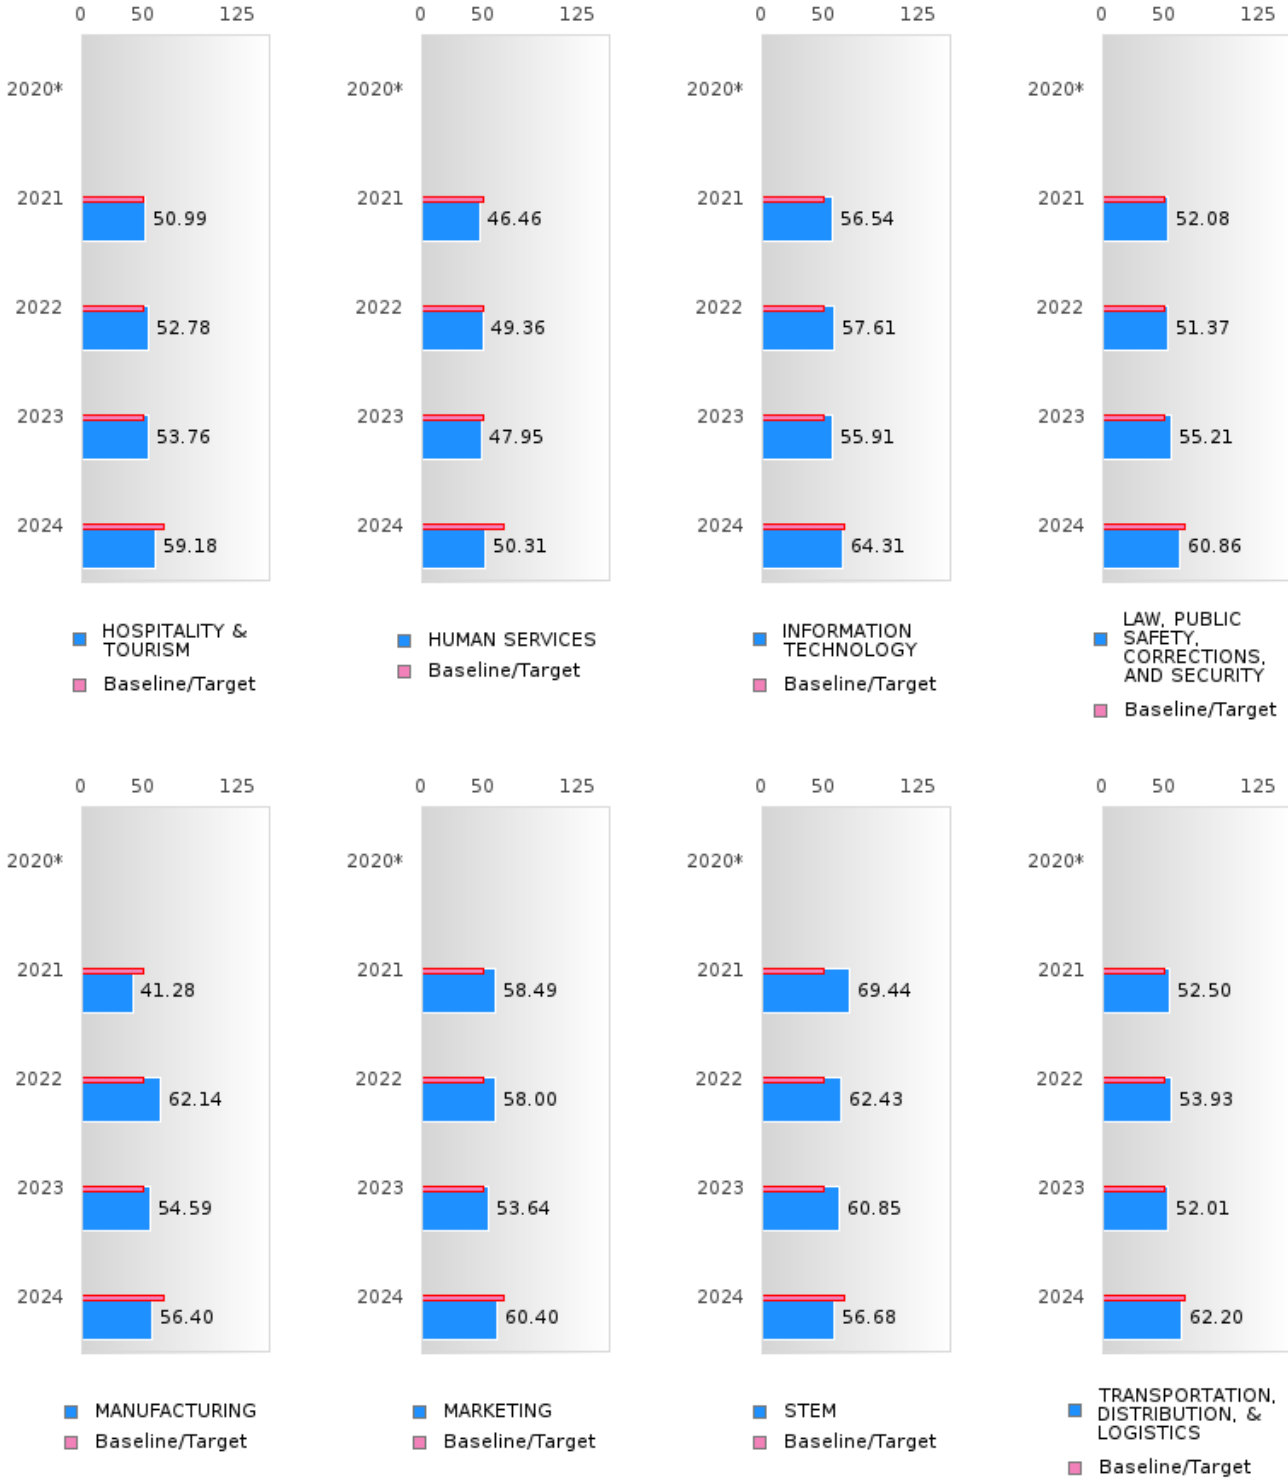 0 50 125 0 50 125 0 50 125 0 50 125
2020* 2020* 2020* 2020*
2021 50.99 2021 46.46 2021 56.54 2021 52.08
2022 52.78 2022 49.36 2022 57.61 2022 51.37
2023 53.76 2023 47.95 2023 55.91 2023 55.21
2024 59.18 2024 50.31 2024 64.31 2024 60.86
HOSPITALITY &
TOURISM
Baseline/Target
HUMAN SERVICES
Baseline/Target
INFORMATION
TECHNOLOGY
Baseline/Target
LAW, PUBLIC
SAFETY,
CORRECTIONS,
AND SECURITY
Baseline/Target
0 50 125 0 50 125 0 50 125 0 50 125
2020* 2020* 2020* 2020*
2021 41.28 2021 58.49 2021 69.44 2021 52.50
2022 62.14 2022 58.00 2022 62.43 2022 53.93
2023 54.59 2023 53.64 2023 60.85 2023 52.01
2024 56.40 2024 60.40 2024 56.68 2024 62.20
MANUFACTURING
Baseline/Target
MARKETING
Baseline/Target
STEM
Baseline/Target
TRANSPORTATION,
DISTRIBUTION, &
LOGISTICS
Baseline/Target